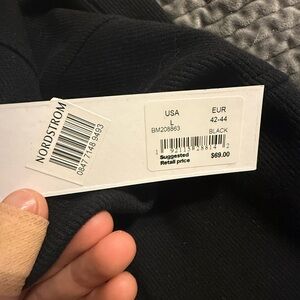 NORDSTROM
0847 7148 9493
USA EUR
L 42-44
BM208863 BLACK
Suggested
Retail price $69.00